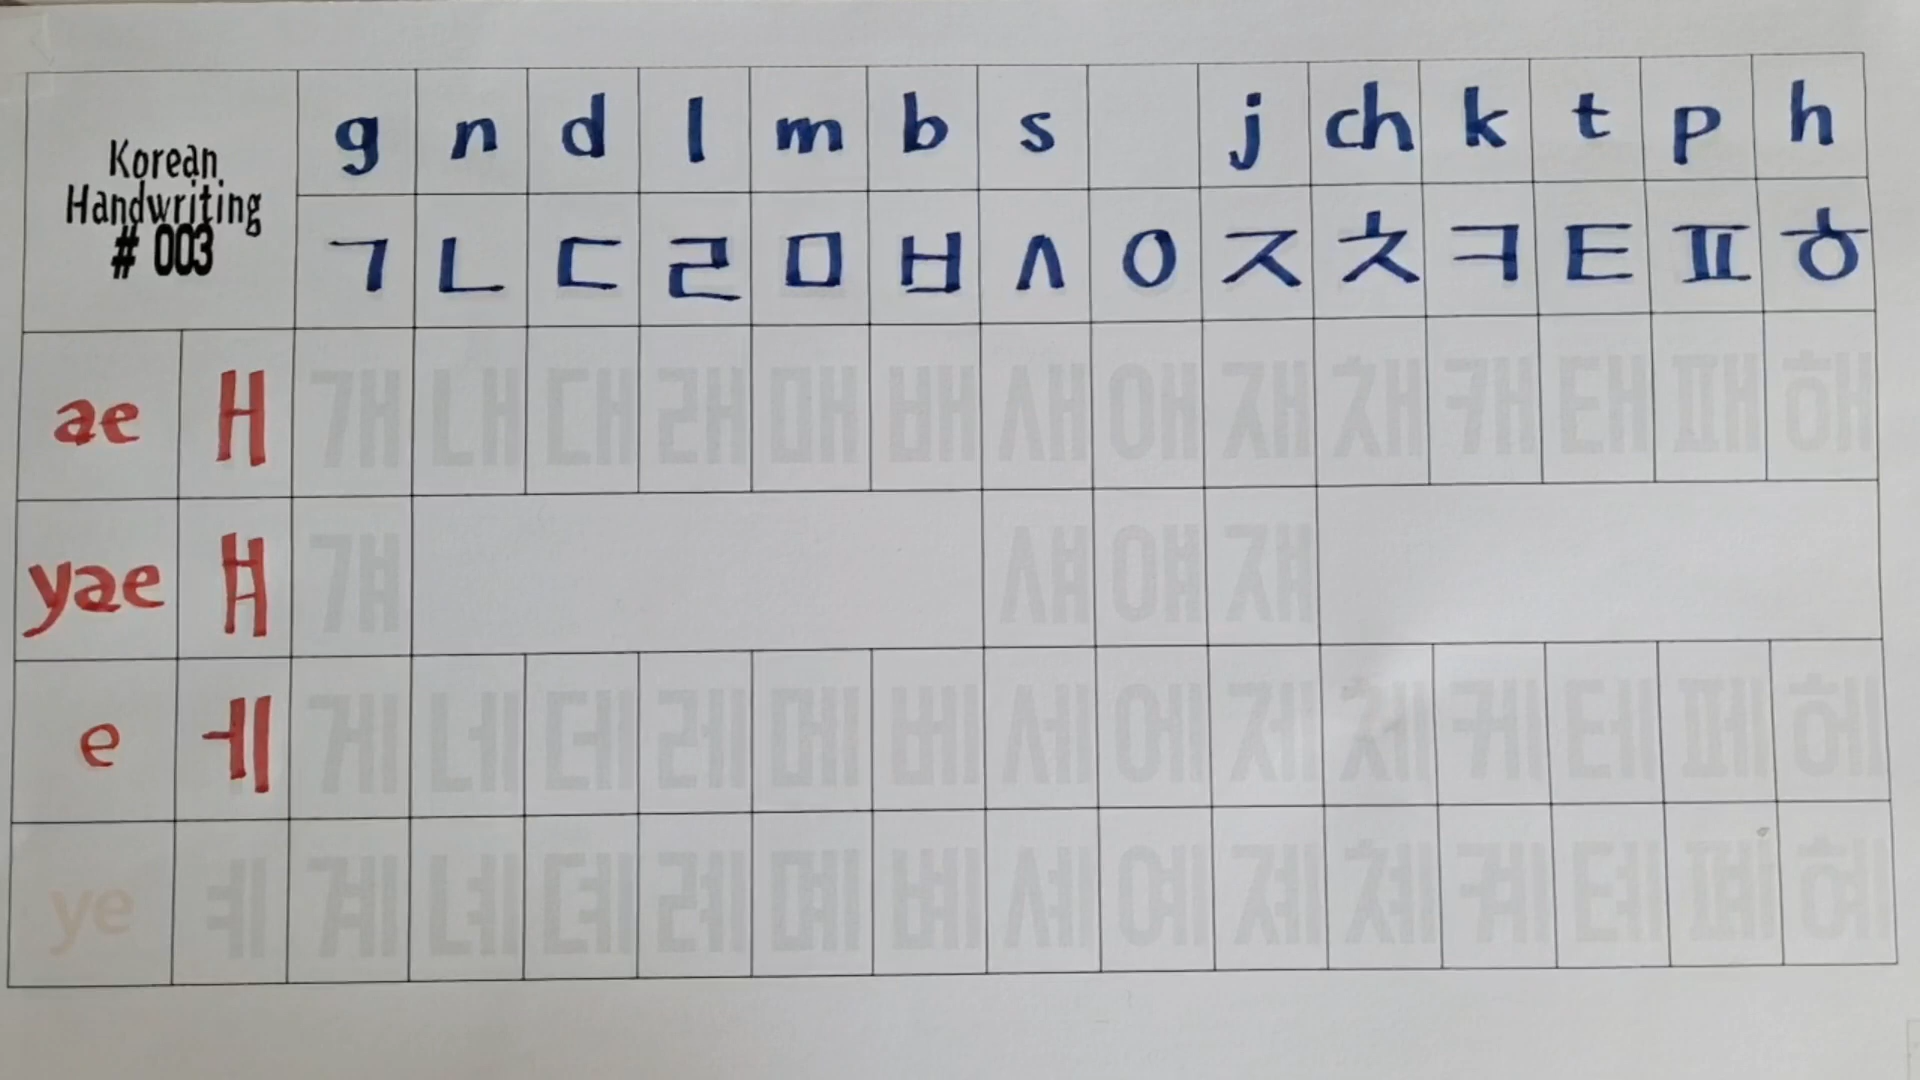 Korean
Handwriting
# 003
g n d l m b s j ch k t p h
ㄱ ㄴ ㄷ ㄹ ㅁ ㅂ ㅅ ㅇ ㅈ ㅊ ㅋ ㅌ ㅍ ㅎ
ae ㅐ 개 내 대 래 매 배 새 애 재 채 캐 태 패 해
yae ㅒ 걔 섀 얘 쟤
e ㅔ 게 네 데 레 메 베 세 에 제 체 케 테 페 헤
ye ㅖ 계 녜 뎨 례 몌 볘 셰 예 졔 쳬 켸 톄 폐 혜